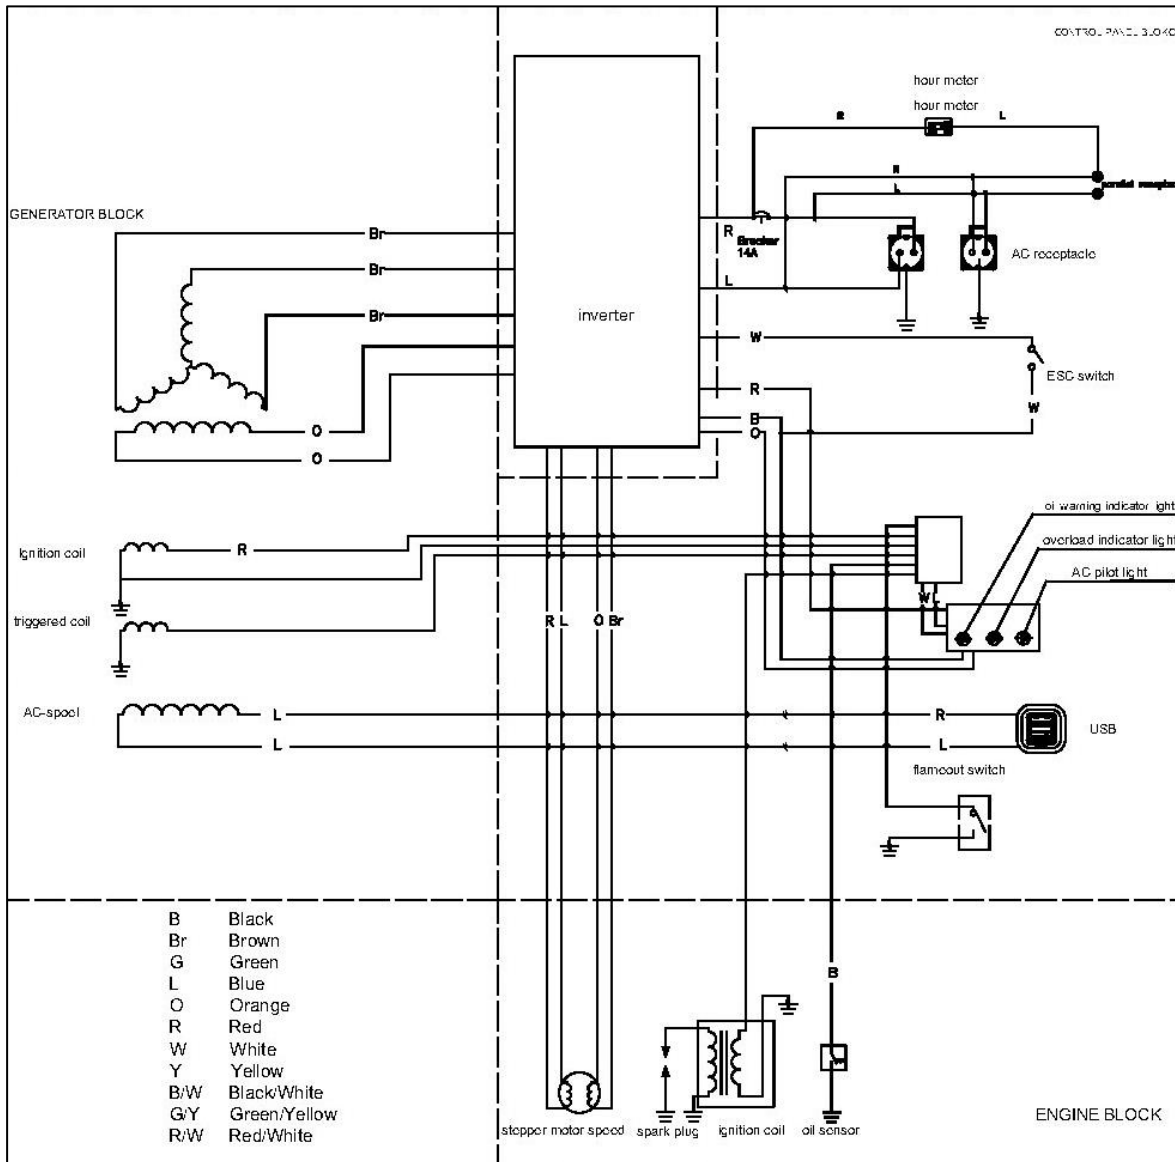 hour meter
hour meter
R
L
R
L
GENERATOR BLOCK
Br
R
Breaker
14A
AC receptacle
Br
L
Br
inverter
W
ESC switch
R
W
B
O
O
O
oi warning indicator light
Ignition coil
R
overload indicator light
AC pilot light
W L
triggered coil
R L O Br
AC-spool
L
R
USB
L
L
flameout switch
B Black
Br Brown
G Green
L Blue
O Orange
R Red
W White
Y Yellow
B/W Black/White
G/Y Green/Yellow
R/W Red/White
B
ENGINE BLOCK
stepper motor speed
spark plug
ignition coil
oil sensor